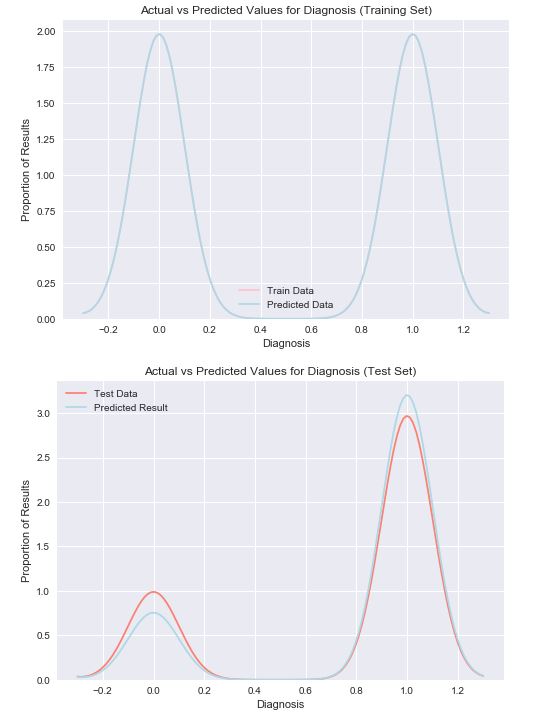 Actual vs Predicted Values for Diagnosis (Training Set)
2.00
1.75
1.50
1.25
1.00
0.75
0.50
0.25
0.00
Proportion of Results
Train Data
Predicted Data
−0.2 0.0 0.2 0.4 0.6 0.8 1.0 1.2
Diagnosis
Actual vs Predicted Values for Diagnosis (Test Set)
Test Data
Predicted Result
3.0
2.5
2.0
1.5
1.0
0.5
0.0
Proportion of Results
−0.2 0.0 0.2 0.4 0.6 0.8 1.0 1.2
Diagnosis